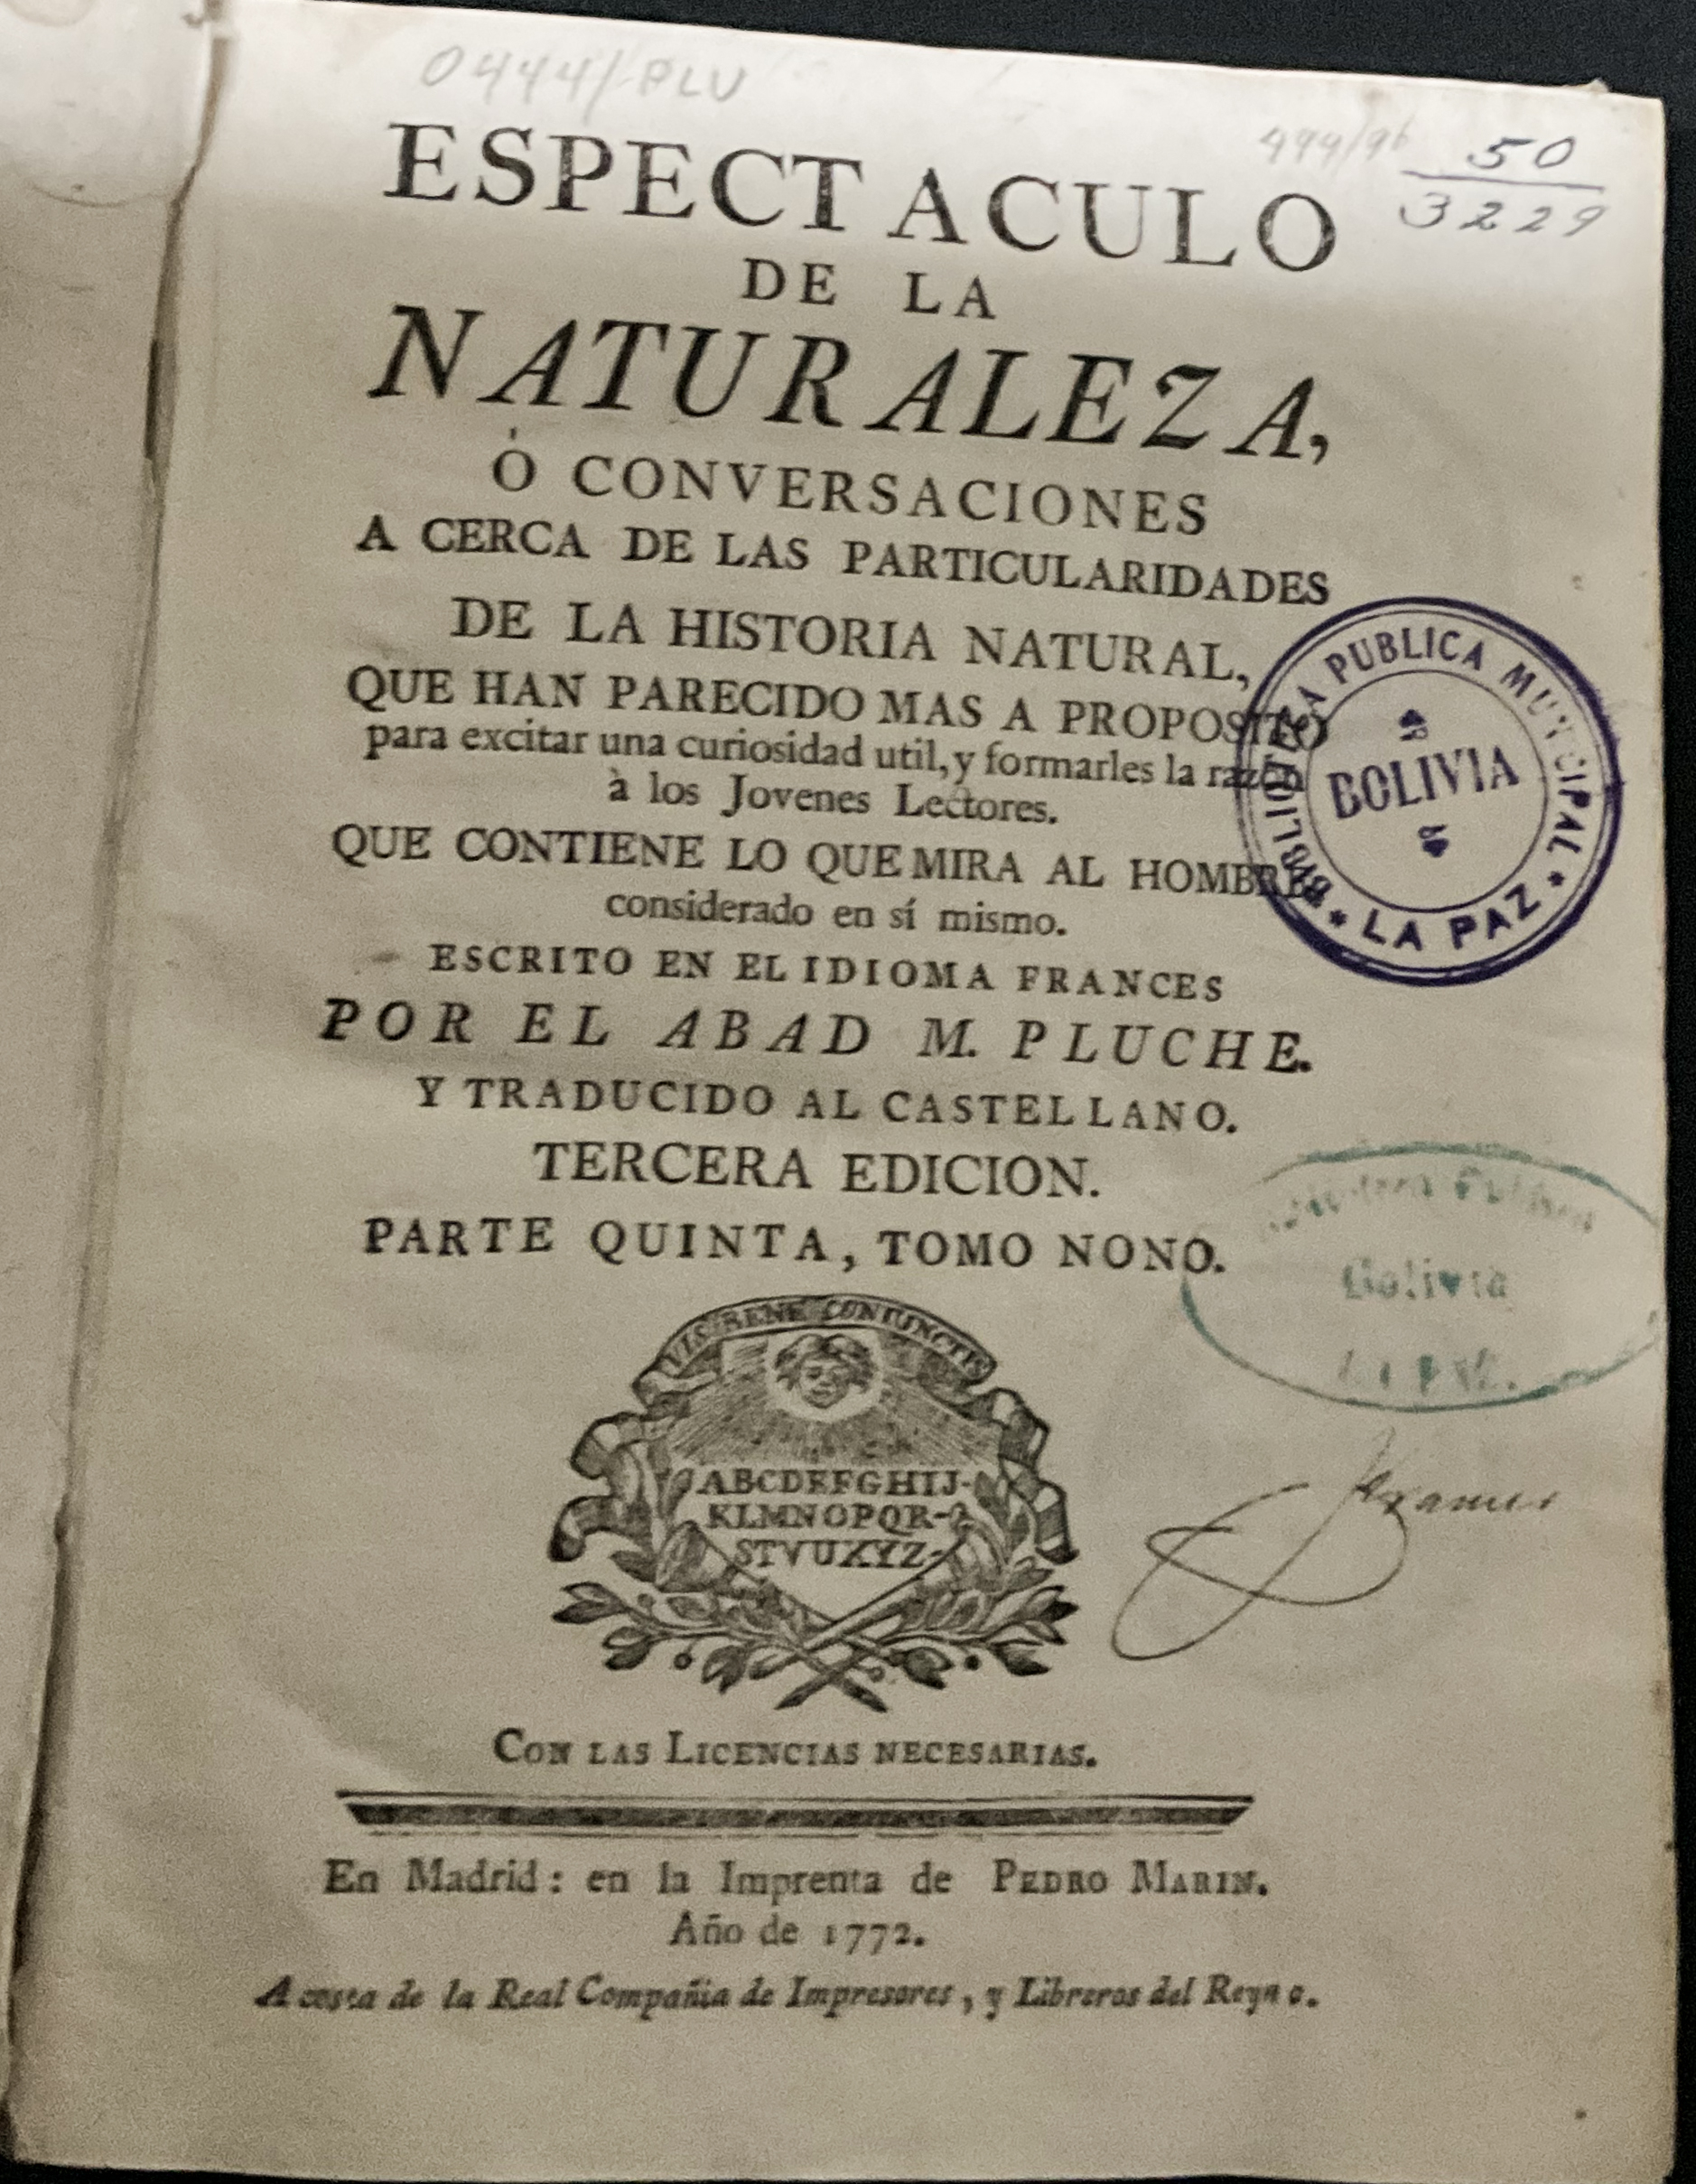 0444/PLU
499/96
50
3229
ESPECTACULO
DE LA
NATURALEZA,
Ó CONVERSACIONES
A CERCA DE LAS PARTICULARIDADES
DE LA HISTORIA NATURAL,
QUE HAN PARECIDO MAS A PROPOSITO
para excitar una curiosidad util, y formarles la razon
à los Jovenes Lectores.
QUE CONTIENE LO QUE MIRA AL HOMBRE
considerado en sí mismo.
BIBLIOTECA PUBLICA MUNICIPAL
BOLIVIA
* LA PAZ *
ESCRITO EN EL IDIOMA FRANCES
POR EL ABAD M. PLUCHE.
Y TRADUCIDO AL CASTELLANO.
TERCERA EDICION.
PARTE QUINTA, TOMO NONO.
Bolivia
VIS BENE CONIUNCTIS
ABCDEFGHIJ-
KLMNOPQR-
STVUXYZ-
CON LAS LICENCIAS NECESARIAS.
En Madrid: en la Imprenta de PEDRO MARIN.
Año de 1772.
A costa de la Real Compañia de Impresores, y Libreros del Reyno.